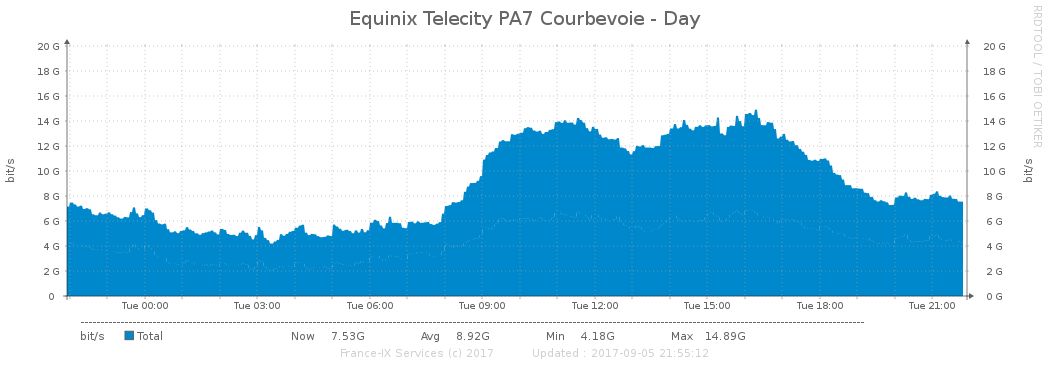 Equinix Telecity PA7 Courbevoie - Day
RRDTOOL / TOBI OETIKER
bit/s
bit/s
20 G 20 G
18 G 18 G
16 G 16 G
14 G 14 G
12 G 12 G
10 G 10 G
8 G 8 G
6 G 6 G
4 G 4 G
2 G 2 G
0 0 G
Tue 00:00 Tue 03:00 Tue 06:00 Tue 09:00 Tue 12:00 Tue 15:00 Tue 18:00 Tue 21:00
bit/s Total Now 7.53G Avg 8.92G Min 4.18G Max 14.89G
France-IX Services (c) 2017 Updated : 2017-09-05 21:55:12